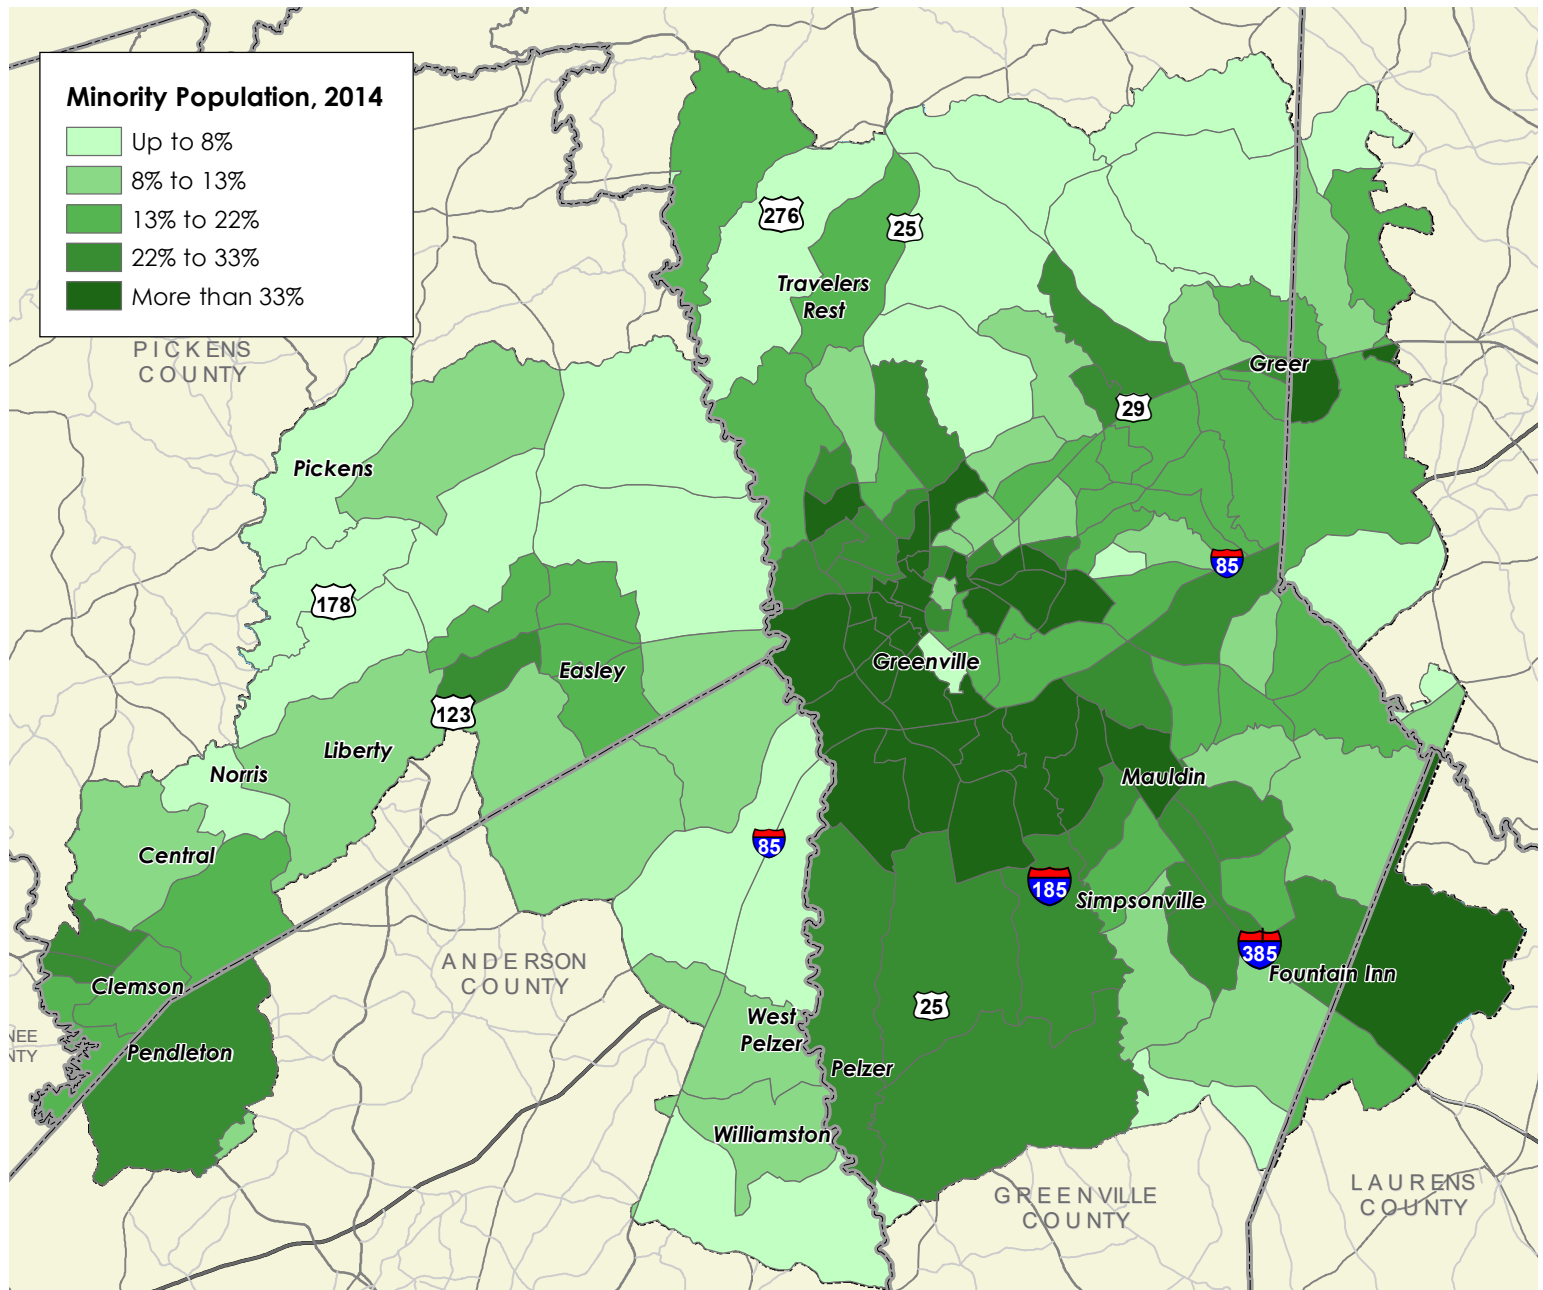 Minority Population, 2014
Up to 8%
8% to 13%
13% to 22%
22% to 33%
More than 33%
276
25
Travelers
Rest
PICKENS
COUNTY
Greer
29
Pickens
85
178
Easley
Greenville
123
Liberty
Norris
Mauldin
85
Central
185
Simpsonville
385
ANDERSON
COUNTY
Fountain Inn
Clemson
25
West
Pelzer
NEE
NTY
Pendleton
Pelzer
Williamston
GREENVILLE
COUNTY
LAURENS
COUNTY